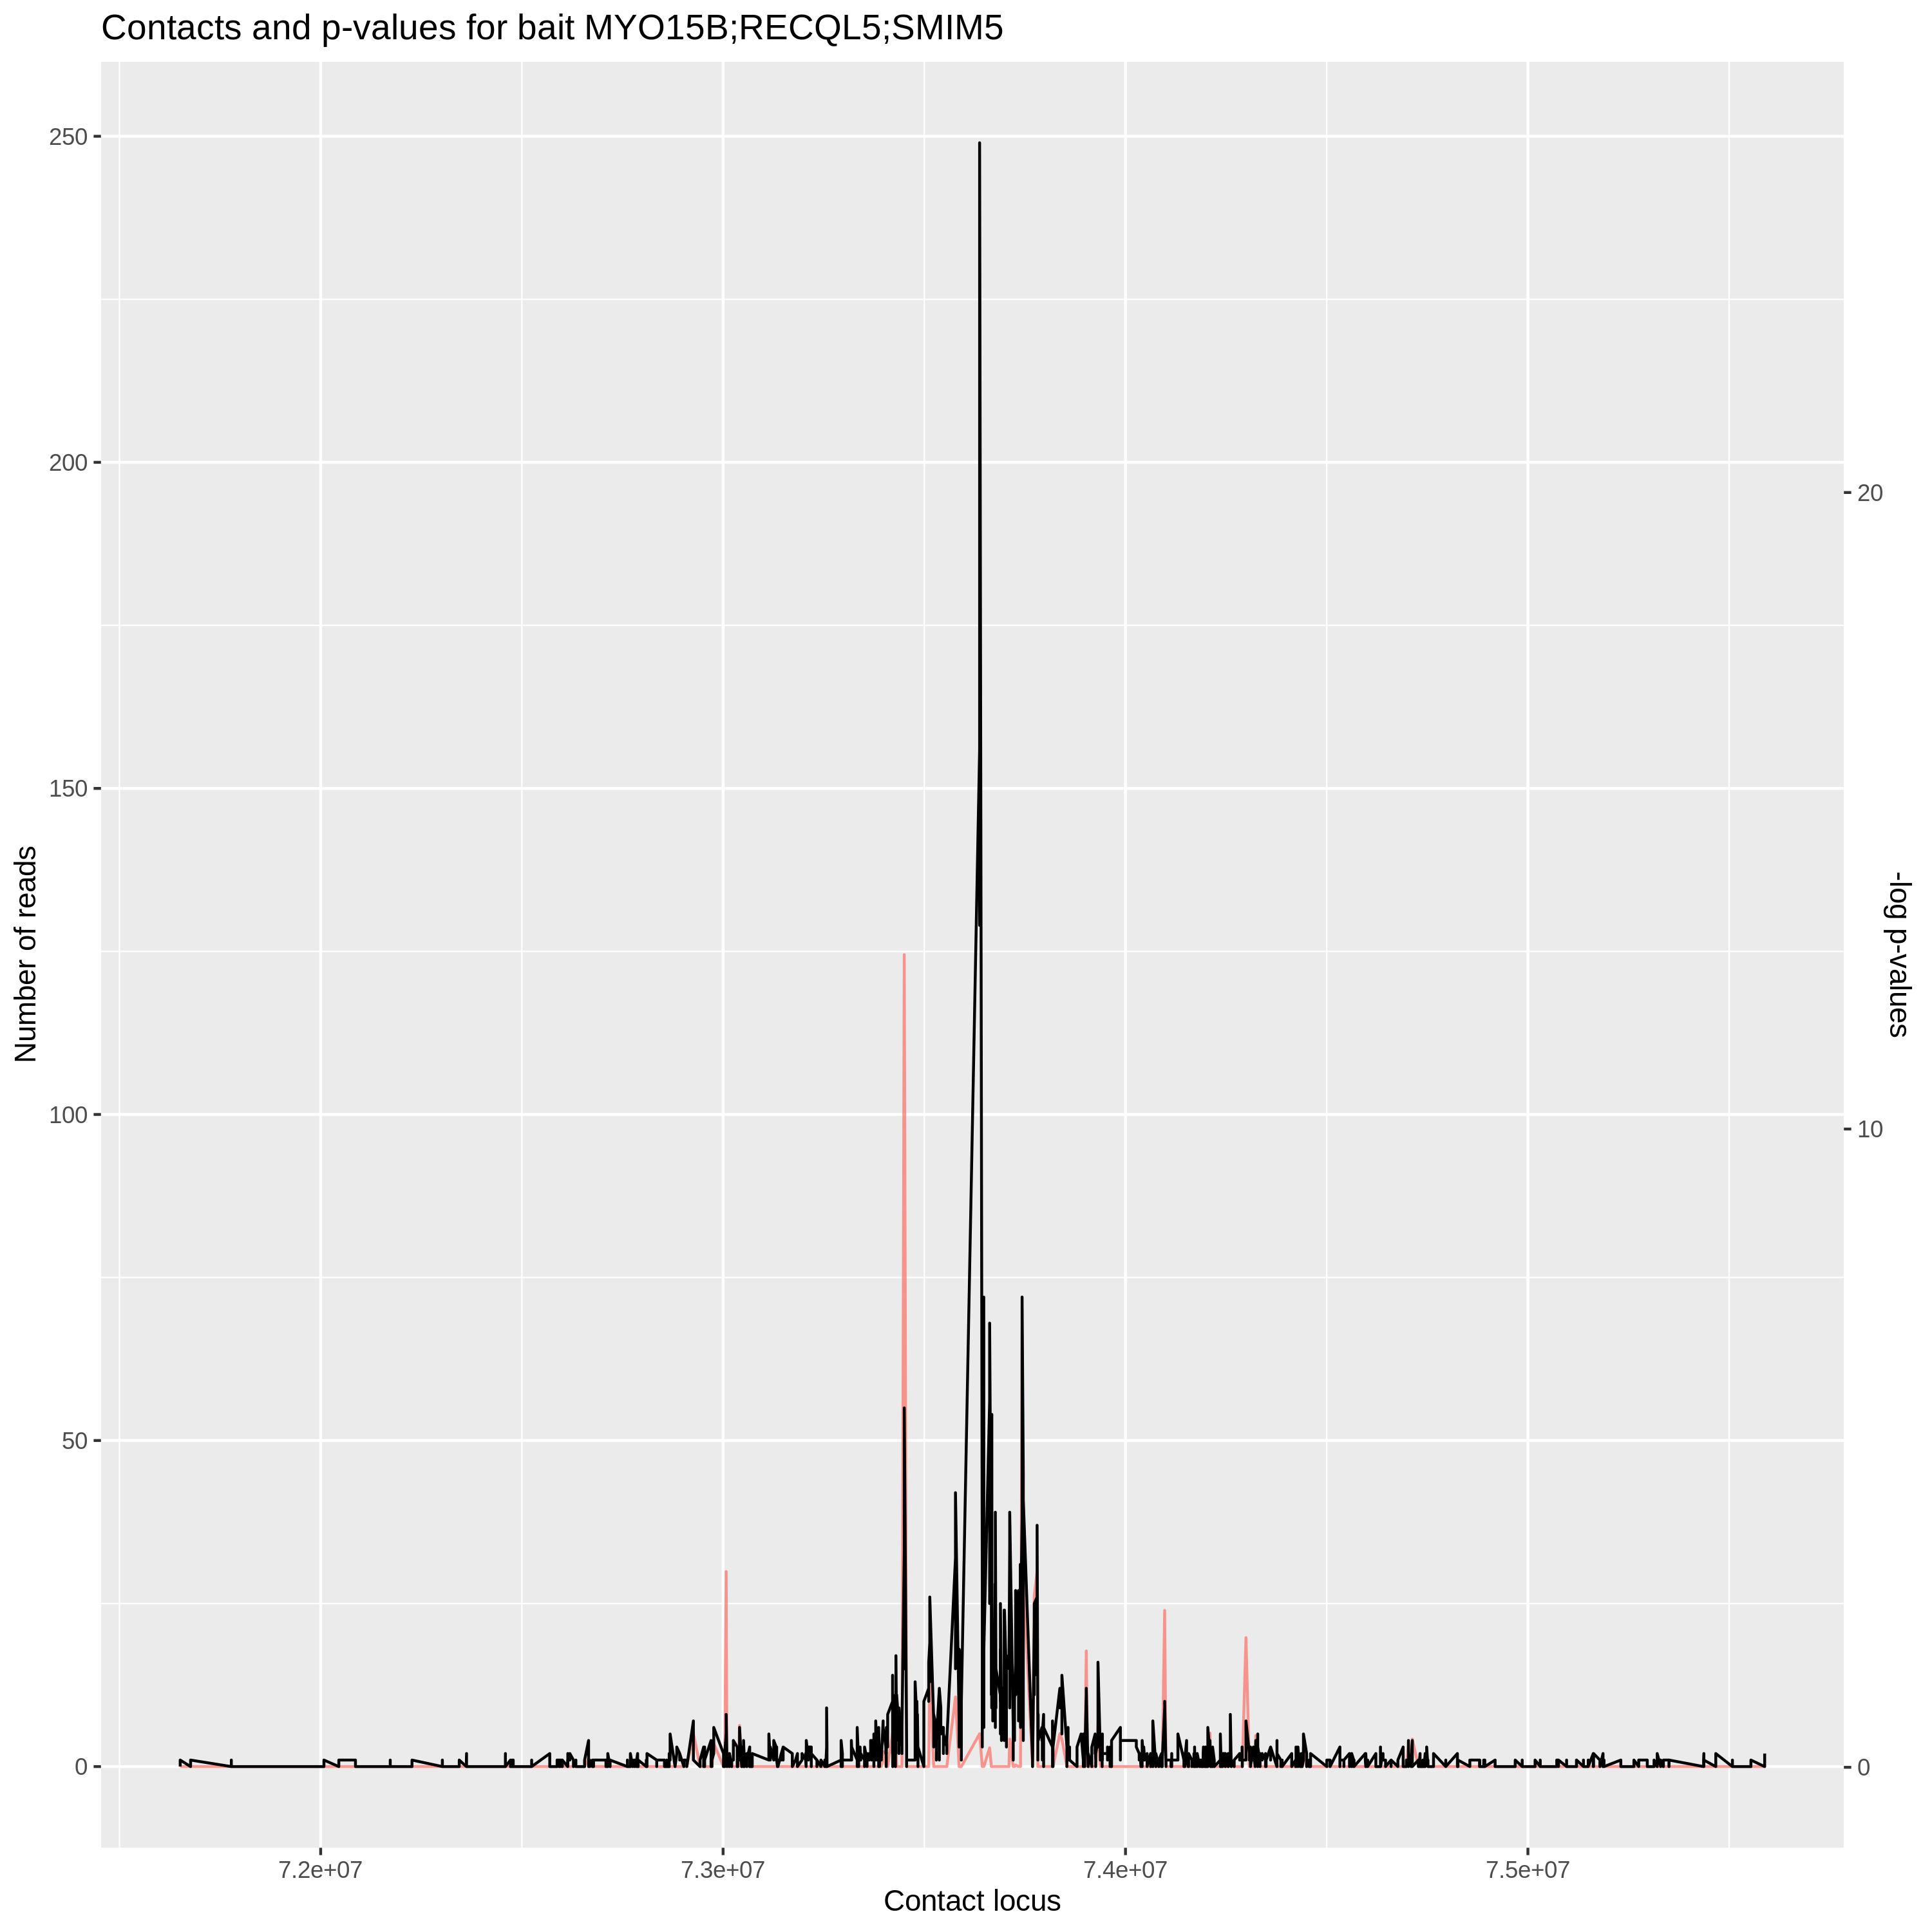 Contacts and p-values for bait MYO15B;RECQL5;SMIM5
250
200
150
100
50
0
Number of reads
20
10
0
-log p-values
7.2e+07 7.3e+07 7.4e+07 7.5e+07
Contact locus